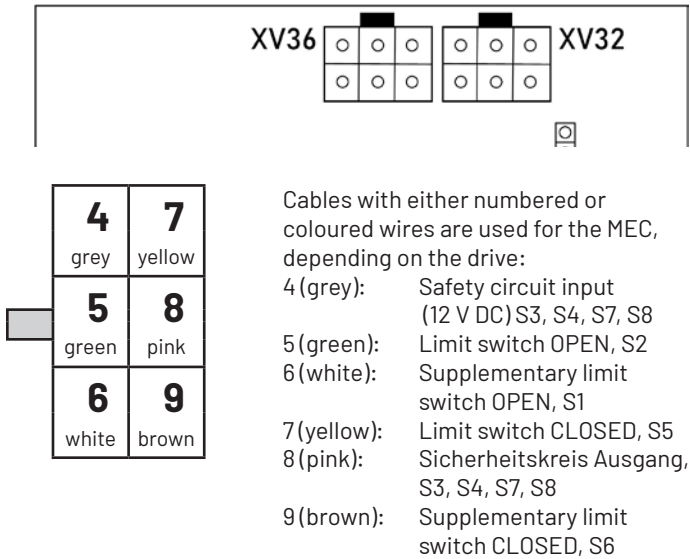 XV36 XV32
4 7
grey yellow
5 8
green pink
6 9
white brown
Cables with either numbered or
coloured wires are used for the MEC,
depending on the drive:
4 (grey): Safety circuit input
(12 V DC) S3, S4, S7, S8
5 (green): Limit switch OPEN, S2
6 (white): Supplementary limit
switch OPEN, S1
7 (yellow): Limit switch CLOSED, S5
8 (pink): Sicherheitskreis Ausgang,
S3, S4, S7, S8
9 (brown): Supplementary limit
switch CLOSED, S6